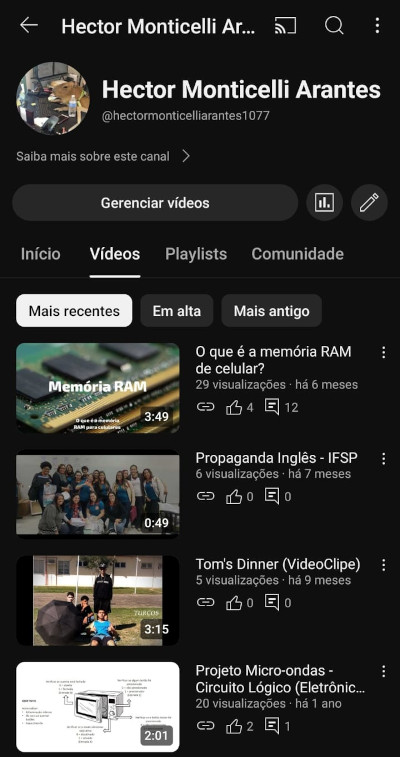 Hector Monticelli Ar...
Hector Monticelli Arantes
@hectormonticelliarantes1077
Saiba mais sobre este canal
Gerenciar vídeos
Início
Vídeos
Playlists
Comunidade
Mais recentes
Em alta
Mais antigo
Memória RAM
O que é a memória
RAM para celulares
3:49
O que é a memória RAM
de celular?
29 visualizações · há 6 meses
4
12
0:49
Propaganda Inglês - IFSP
6 visualizações · há 7 meses
0
0
3:15
Tom's Dinner (VideoClipe)
5 visualizações · há 9 meses
0
0
2:01
Projeto Micro-ondas -
Circuito Lógico (Eletrônic...
20 visualizações · há 1 ano
2
1